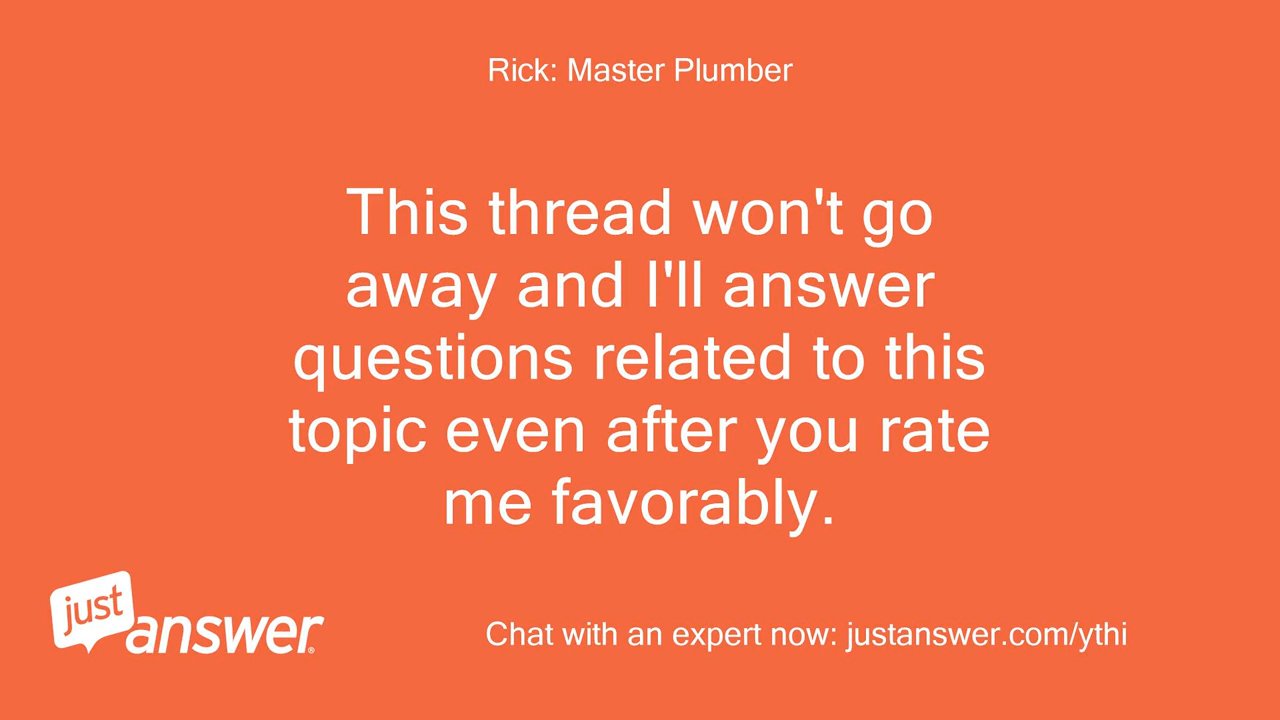 Rick: Master Plumber
This thread won't go
away and I'll answer
questions related to this
topic even after you rate
me favorably.
just
answer®
Chat with an expert now: justanswer.com/ythi